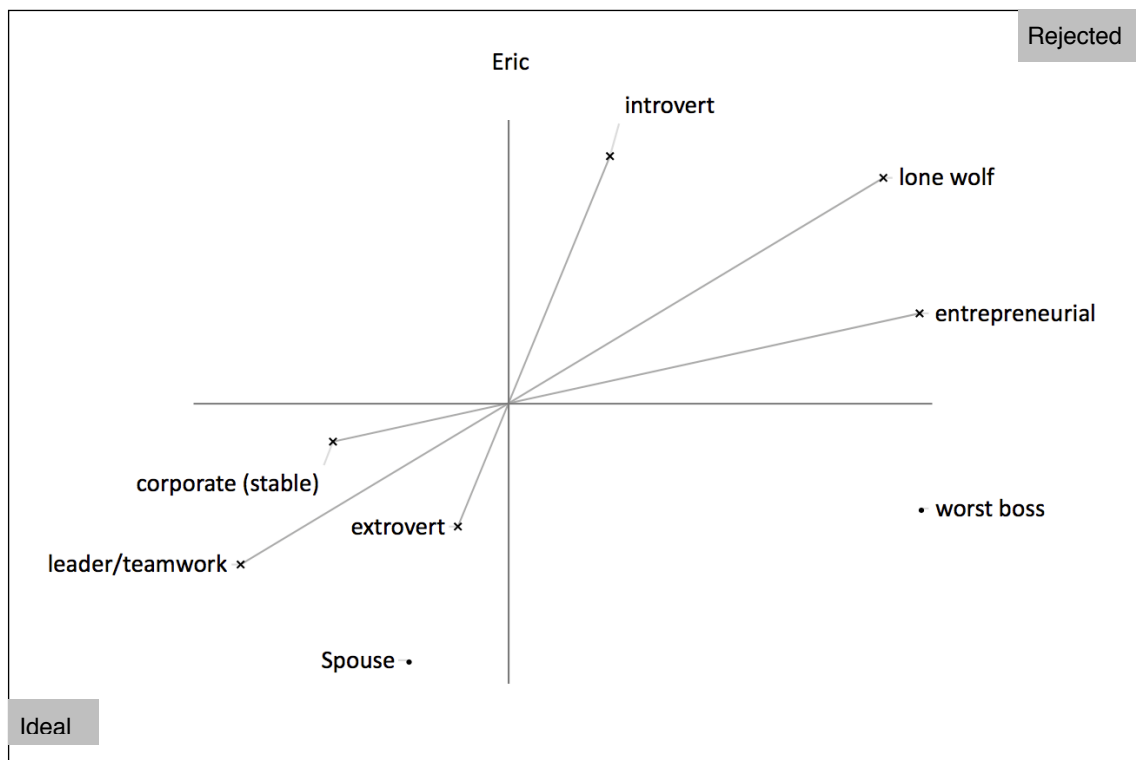 Rejected
Eric
introvert
lone wolf
entrepreneurial
corporate (stable)
worst boss
extrovert
leader/teamwork
Spouse
Ideal